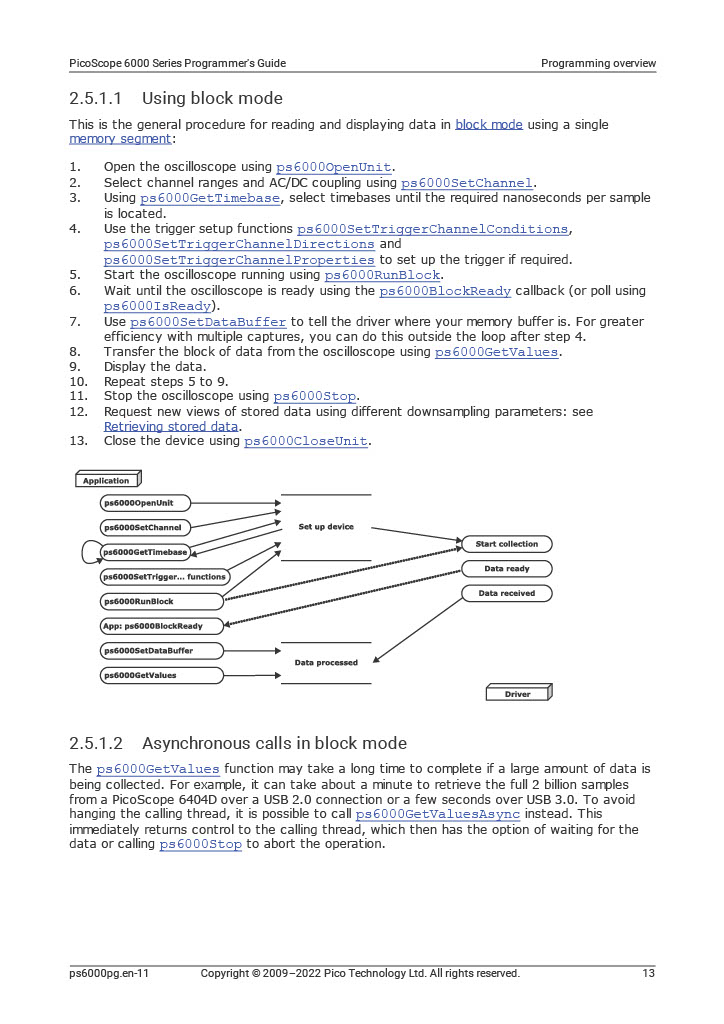 PicoScope 6000 Series Programmer's Guide Programming overview
2.5.1.1 Using block mode
This is the general procedure for reading and displaying data in block mode using a single
memory segment:
1. Open the oscilloscope using ps6000OpenUnit.
2. Select channel ranges and AC/DC coupling using ps6000SetChannel.
3. Using ps6000GetTimebase, select timebases until the required nanoseconds per sample
is located.
4. Use the trigger setup functions ps6000SetTriggerChannelConditions,
ps6000SetTriggerChannelDirections and
ps6000SetTriggerChannelProperties to set up the trigger if required.
5. Start the oscilloscope running using ps6000RunBlock.
6. Wait until the oscilloscope is ready using the ps6000BlockReady callback (or poll using
ps6000IsReady).
7. Use ps6000SetDataBuffer to tell the driver where your memory buffer is. For greater
efficiency with multiple captures, you can do this outside the loop after step 4.
8. Transfer the block of data from the oscilloscope using ps6000GetValues.
9. Display the data.
10. Repeat steps 5 to 9.
11. Stop the oscilloscope using ps6000Stop.
12. Request new views of stored data using different downsampling parameters: see
Retrieving stored data.
13. Close the device using ps6000CloseUnit.
Application
ps6000OpenUnit
ps6000SetChannel
ps6000GetTimebase
ps6000SetTrigger... functions
ps6000RunBlock
App: ps6000BlockReady
ps6000SetDataBuffer
ps6000GetValues
Set up device
Data processed
Start collection
Data ready
Data received
Driver
2.5.1.2 Asynchronous calls in block mode
The ps6000GetValues function may take a long time to complete if a large amount of data is
being collected. For example, it can take about a minute to retrieve the full 2 billion samples
from a PicoScope 6404D over a USB 2.0 connection or a few seconds over USB 3.0. To avoid
hanging the calling thread, it is possible to call ps6000GetValuesAsync instead. This
immediately returns control to the calling thread, which then has the option of waiting for the
data or calling ps6000Stop to abort the operation.
ps6000pg.en-11 Copyright © 2009–2022 Pico Technology Ltd. All rights reserved. 13